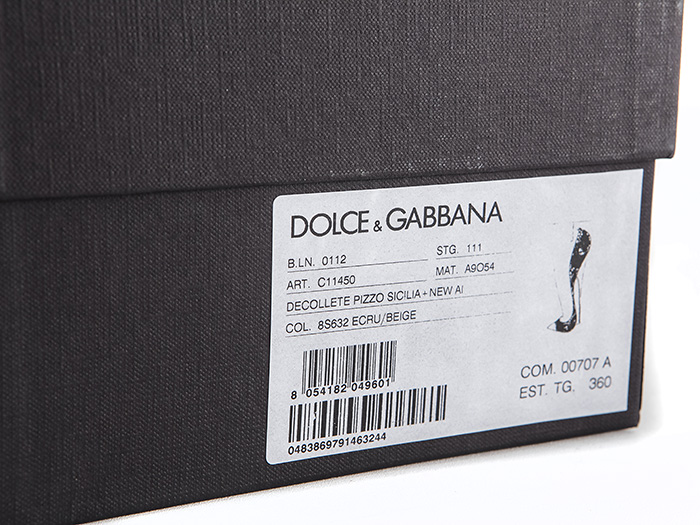 DOLCE & GABBANA
B.LN. 0112 STG. 111
ART. C11450 MAT. A9O54
DECOLLETE PIZZO SICILIA+NEW AI
COL. 8S632 ECRU/BEIGE
COM. 00707 A
EST. TG. 360
8 054182 049601
0483869791463244